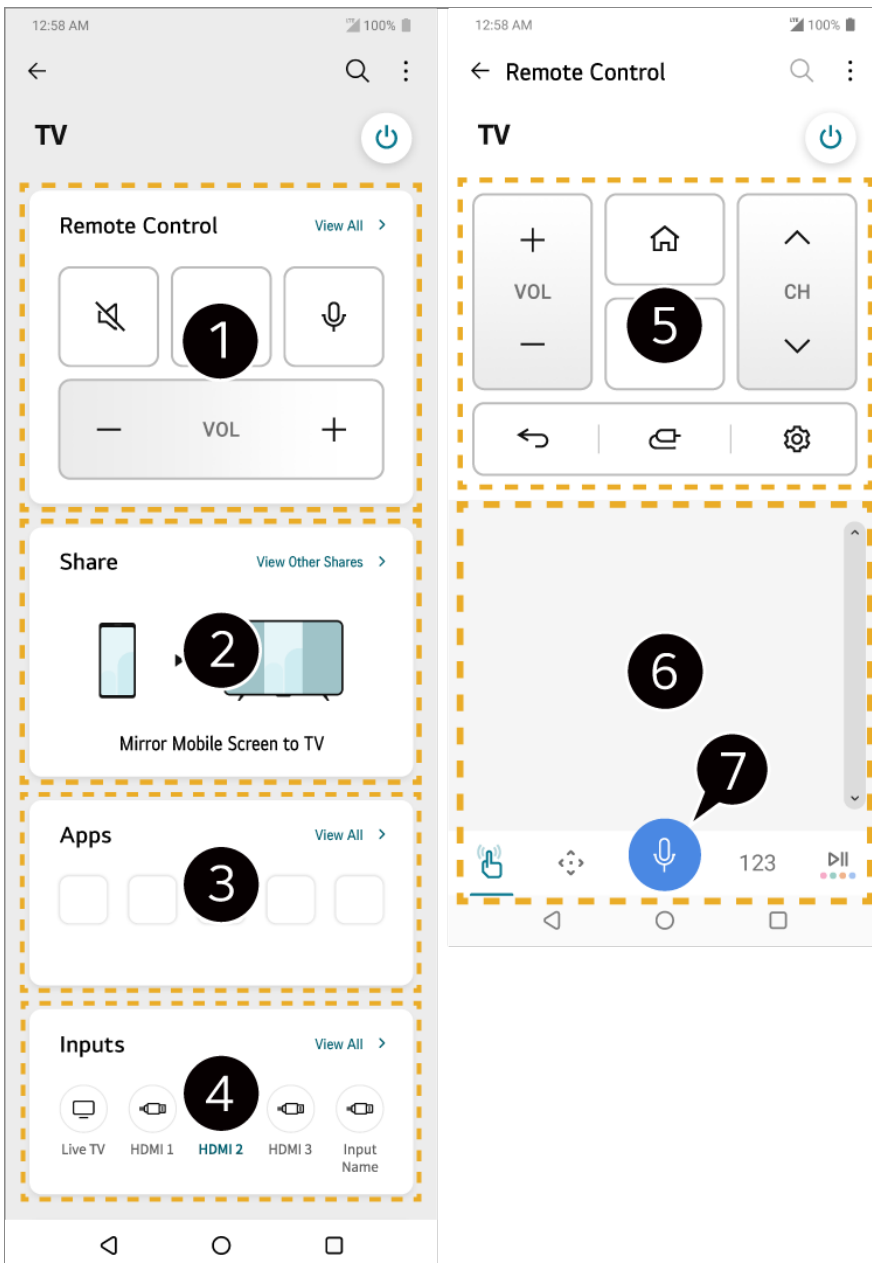 12:58 AM
LTE 100%
TV
Remote Control
View All
1
VOL
Share
View Other Shares
2
Mirror Mobile Screen to TV
Apps
View All
3
Inputs
View All
4
Live TV
HDMI 1
HDMI 2
HDMI 3
Input
Name
12:58 AM
LTE 100%
Remote Control
TV
VOL
CH
5
6
7
123